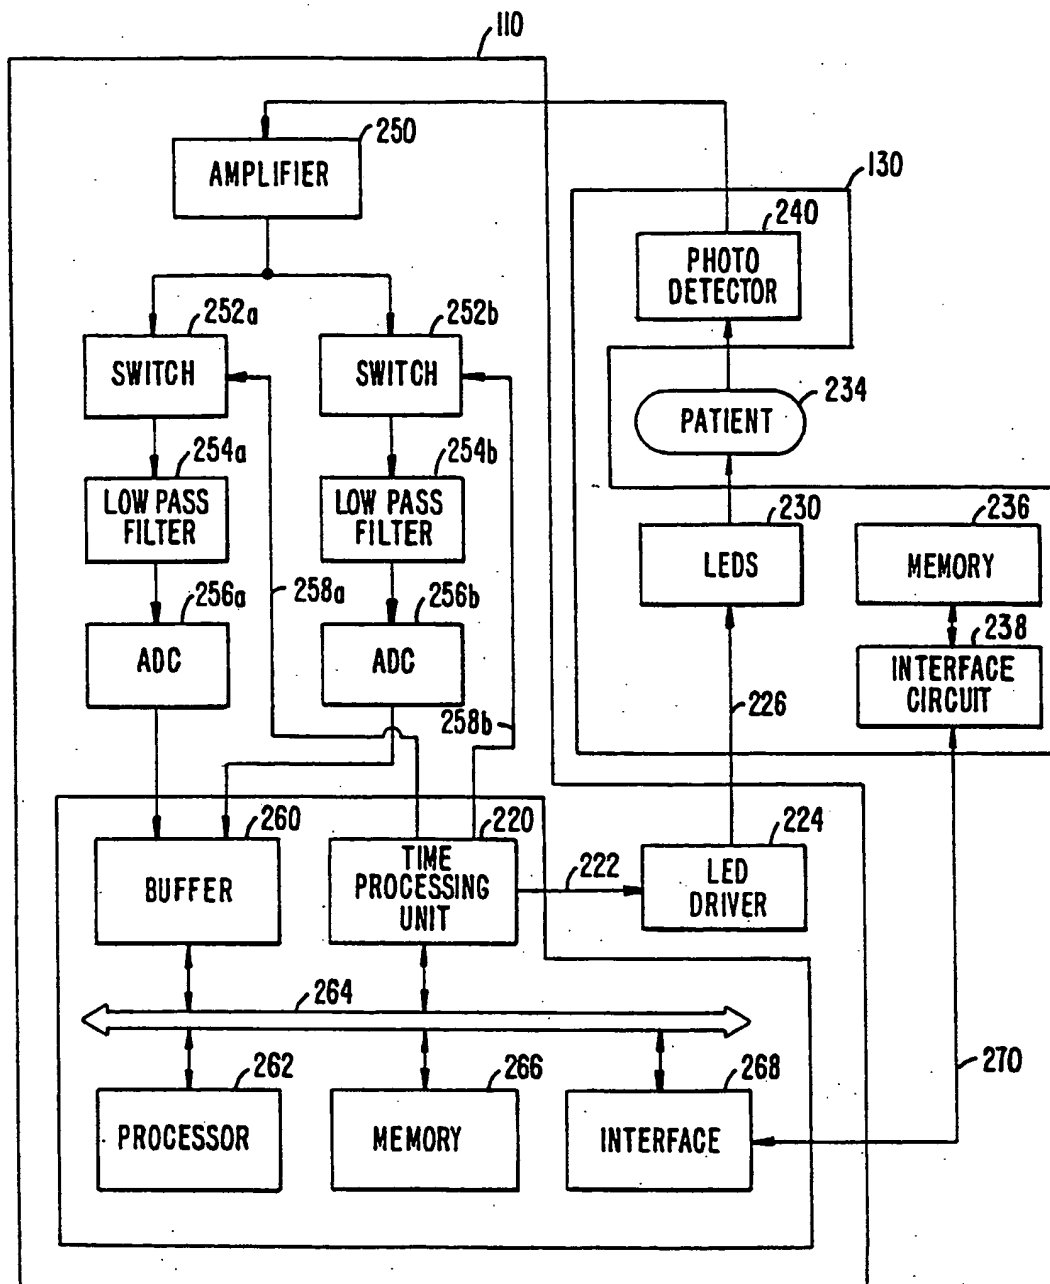 110
250
AMPLIFIER
130
240
PHOTO
DETECTOR
252a
252b
SWITCH
SWITCH
234
PATIENT
254a
254b
LOW PASS
FILTER
LOW PASS
FILTER
230
236
LEDS
MEMORY
256a
258a
256b
238
ADC
ADC
INTERFACE
CIRCUIT
258b
226
260
220
224
BUFFER
TIME
PROCESSING
UNIT
222
LED
DRIVER
264
262
266
268
270
PROCESSOR
MEMORY
INTERFACE